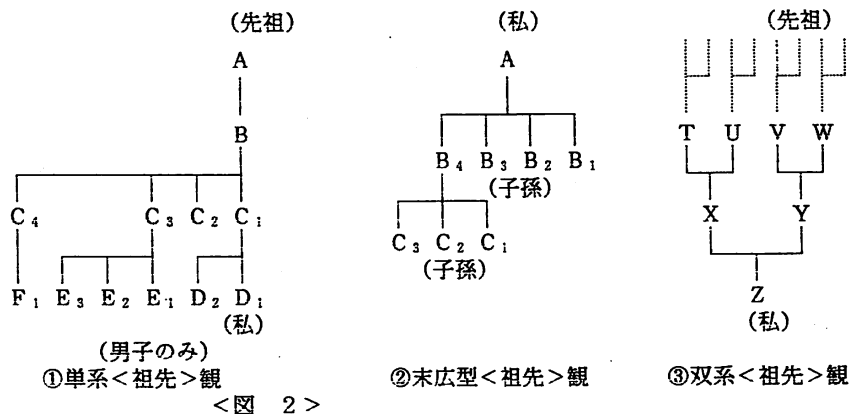 (先祖)
A
B
C₄ C₃ C₂ C₁
F₁ E₃ E₂ E₁ D₂ D₁
(私)
(男子のみ)
①単系<祖先>観
(私)
A
B₄ B₃ B₂ B₁
(子孫)
C₃ C₂ C₁
(子孫)
②末広型<祖先>観
(先祖)
T U V W
X Y
Z
(私)
③双系<祖先>観
<図 2>